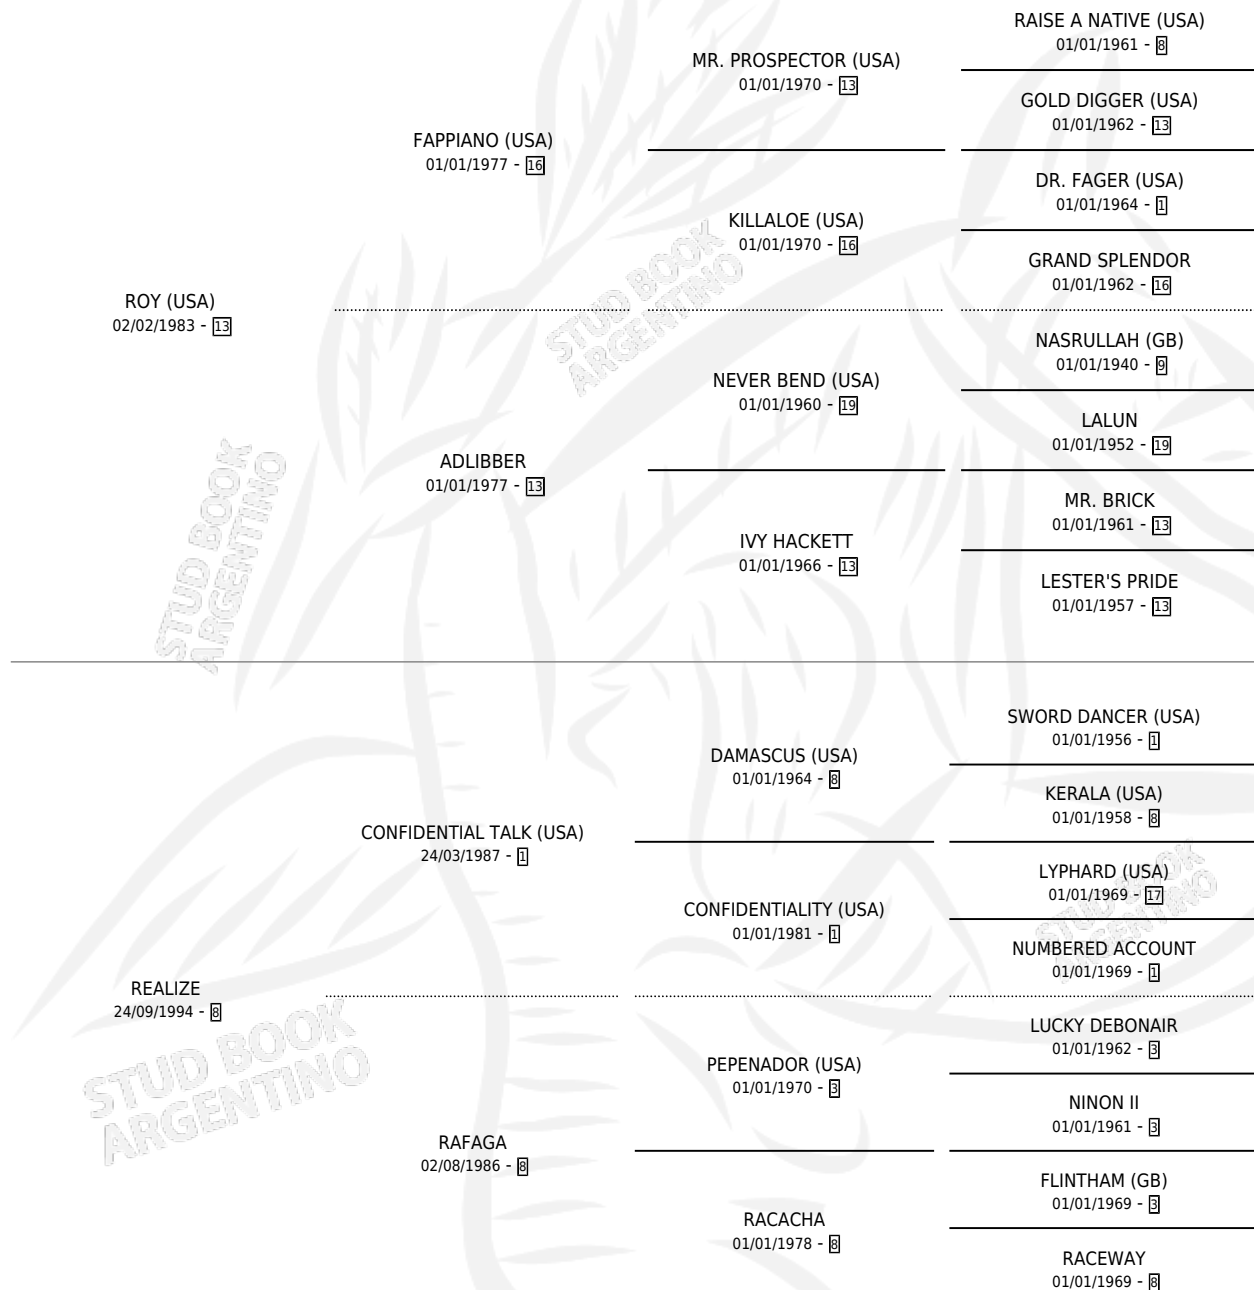 RAISE A NATIVE (USA)
01/01/1961 - 8
MR. PROSPECTOR (USA)
01/01/1970 - 13
GOLD DIGGER (USA)
01/01/1962 - 13
FAPPIANO (USA)
01/01/1977 - 16
DR. FAGER (USA)
01/01/1964 - 1
KILLALOE (USA)
01/01/1970 - 16
GRAND SPLENDOR
01/01/1962 - 16
ROY (USA)
02/02/1983 - 13
NASRULLAH (GB)
01/01/1940 - 9
NEVER BEND (USA)
01/01/1960 - 19
LALUN
01/01/1952 - 19
ADLIBBER
01/01/1977 - 13
MR. BRICK
01/01/1961 - 13
IVY HACKETT
01/01/1966 - 13
LESTER'S PRIDE
01/01/1957 - 13
SWORD DANCER (USA)
01/01/1956 - 1
DAMASCUS (USA)
01/01/1964 - 8
KERALA (USA)
01/01/1958 - 8
CONFIDENTIAL TALK (USA)
24/03/1987 - 1
LYPHARD (USA)
01/01/1969 - 17
CONFIDENTIALITY (USA)
01/01/1981 - 1
NUMBERED ACCOUNT
01/01/1969 - 1
REALIZE
24/09/1994 - 8
LUCKY DEBONAIR
01/01/1962 - 3
PEPENADOR (USA)
01/01/1970 - 3
NINON II
01/01/1961 - 3
RAFAGA
02/08/1986 - 8
FLINTHAM (GB)
01/01/1969 - 3
RACACHA
01/01/1978 - 8
RACEWAY
01/01/1969 - 8
STUD BOOK
ARGENTINO
STUD BOOK
ARGENTINO
STUD BOOK
ARGENTINO
STUD BOOK
ARGENTINO